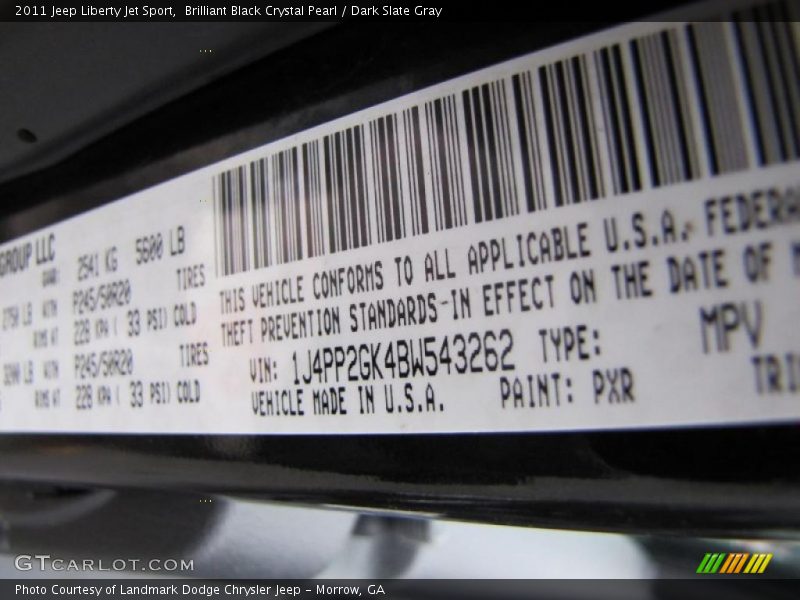 2011 Jeep Liberty Jet Sport,  Brilliant Black Crystal Pearl / Dark Slate Gray
GROUP LLC
2541 KG 5600 LB
P245/50R20 TIRES
228 KPA ( 33 PSI) COLD
P245/50R20 TIRES
228 KPA ( 33 PSI) COLD
THIS VEHICLE CONFORMS TO ALL APPLICABLE U.S.A. FEDERA
THEFT PREVENTION STANDARDS IN EFFECT ON THE DATE OF
VIN: 1J4PP2GK4BW543262 TYPE: MPV
VEHICLE MADE IN U.S.A. PAINT: PXR TRI
GTCARLOT.COM
Photo Courtesy of Landmark Dodge Chrysler Jeep – Morrow, GA